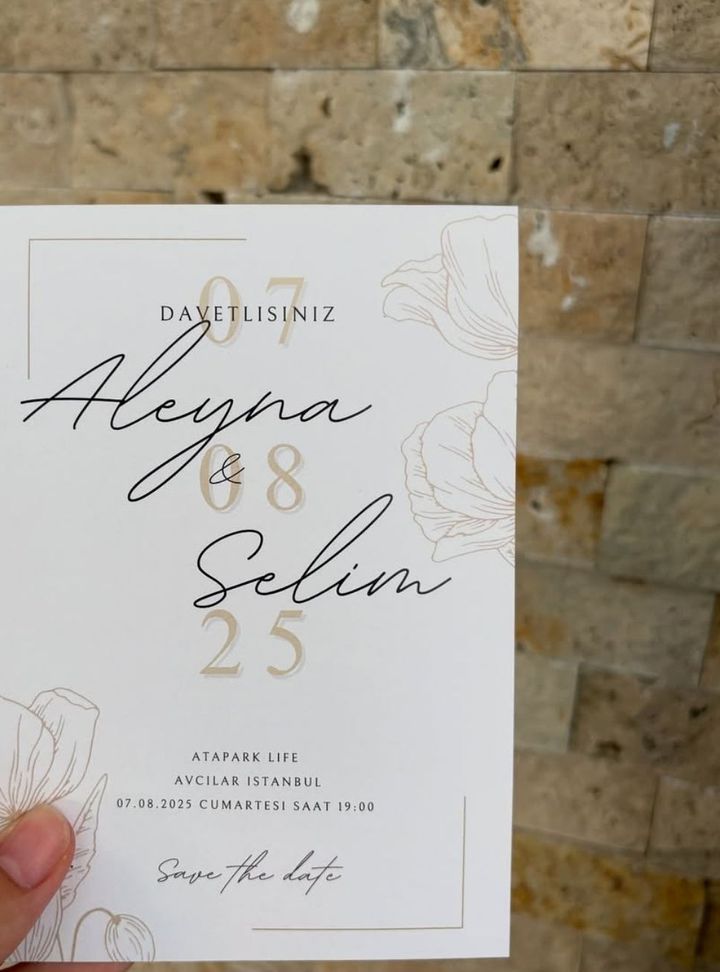 07
DAVETLISINIZ
Aleyna
08
&
Selim
25
ATAPARK LIFE
AVCILAR ISTANBUL
07.08.2025 CUMARTESI SAAT 19:00
Save the date